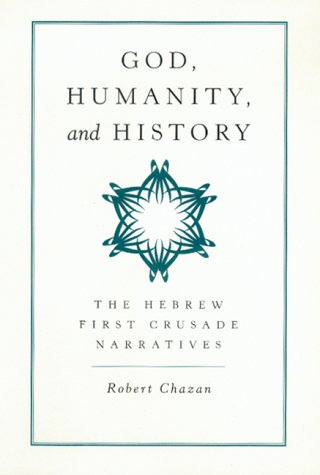 GOD,
HUMANITY,
and HISTORY
THE HEBREW
FIRST CRUSADE
NARRATIVES
Robert Chazan